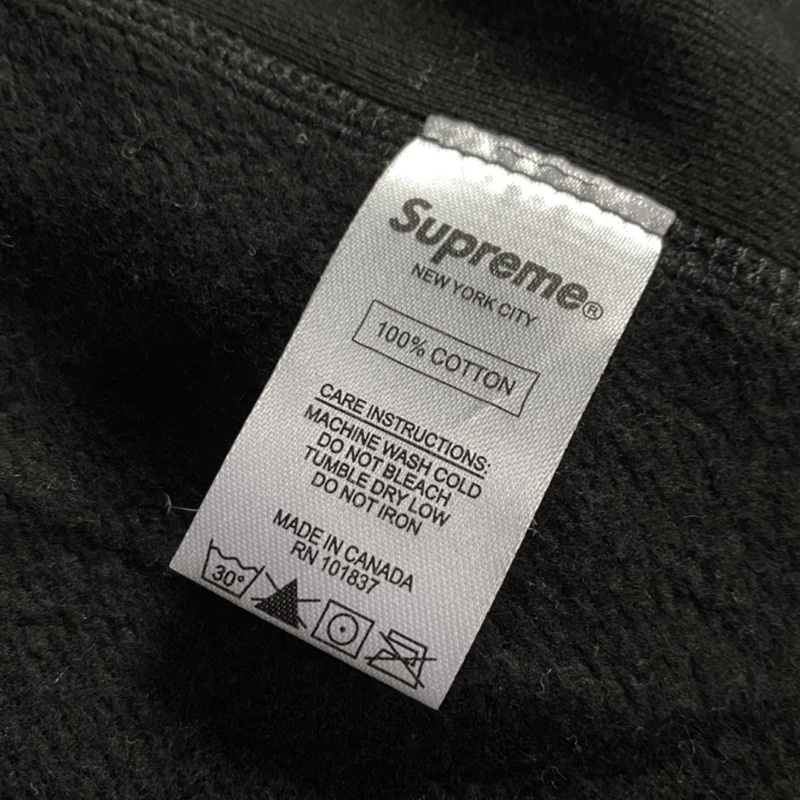 Supreme®
NEW YORK CITY
100% COTTON
CARE INSTRUCTIONS:
MACHINE WASH COLD
DO NOT BLEACH
TUMBLE DRY LOW
DO NOT IRON
MADE IN CANADA
RN 101837
30°